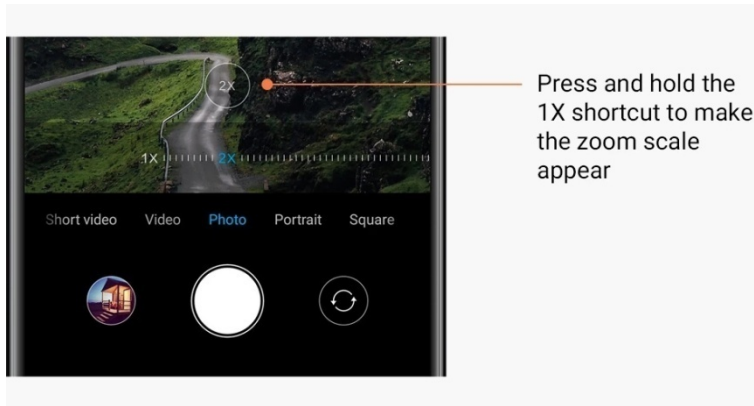 2X
1X 2X
Short video Video Photo Portrait Square
Press and hold the
1X shortcut to make
the zoom scale
appear